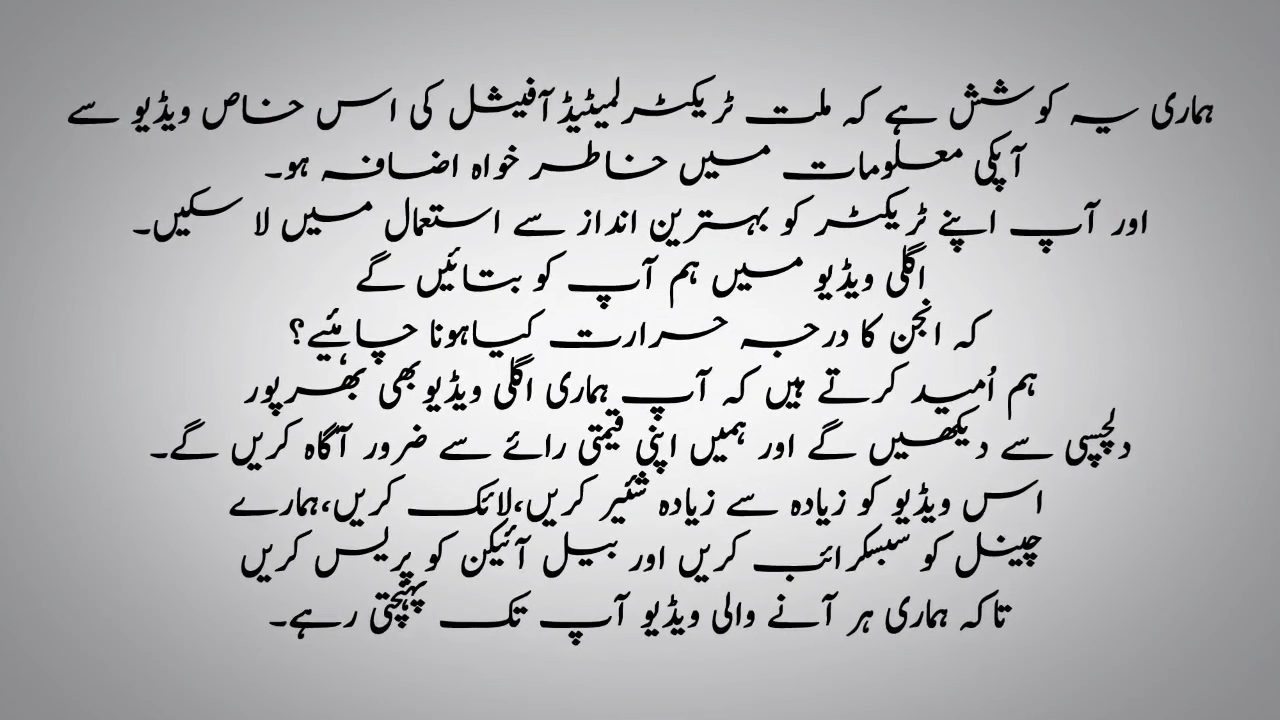 ہماری یہ کوشش ہے کہ ملت ٹریکٹر لمیٹیڈ آفیشل کی اس خاص ویڈیو سے
آپکی معلومات میں خاطر خواہ اضافہ ہو۔
اور آپ اپنے ٹریکٹر کو بہترین انداز سے استعمال میں لا سکیں۔
اگلی ویڈیو میں ہم آپ کو بتائیں گے
کہ انجن کا درجہ حرارت کیاہونا چاہئیے؟
ہم اُمید کرتے ہیں کہ آپ ہماری اگلی ویڈیو بھی بھرپور
دلچسپی سے دیکھیں گے اور ہمیں اپنی قیمتی رائے سے ضرور آگاہ کریں گے۔
اس ویڈیو کو زیادہ سے زیادہ شئیر کریں،لائک کریں،ہمارے
چینل کو سبسکرائب کریں اور بیل آئیکن کو پریس کریں
تاکہ ہماری ہر آنے والی ویڈیو آپ تک پہنچتی رہے۔